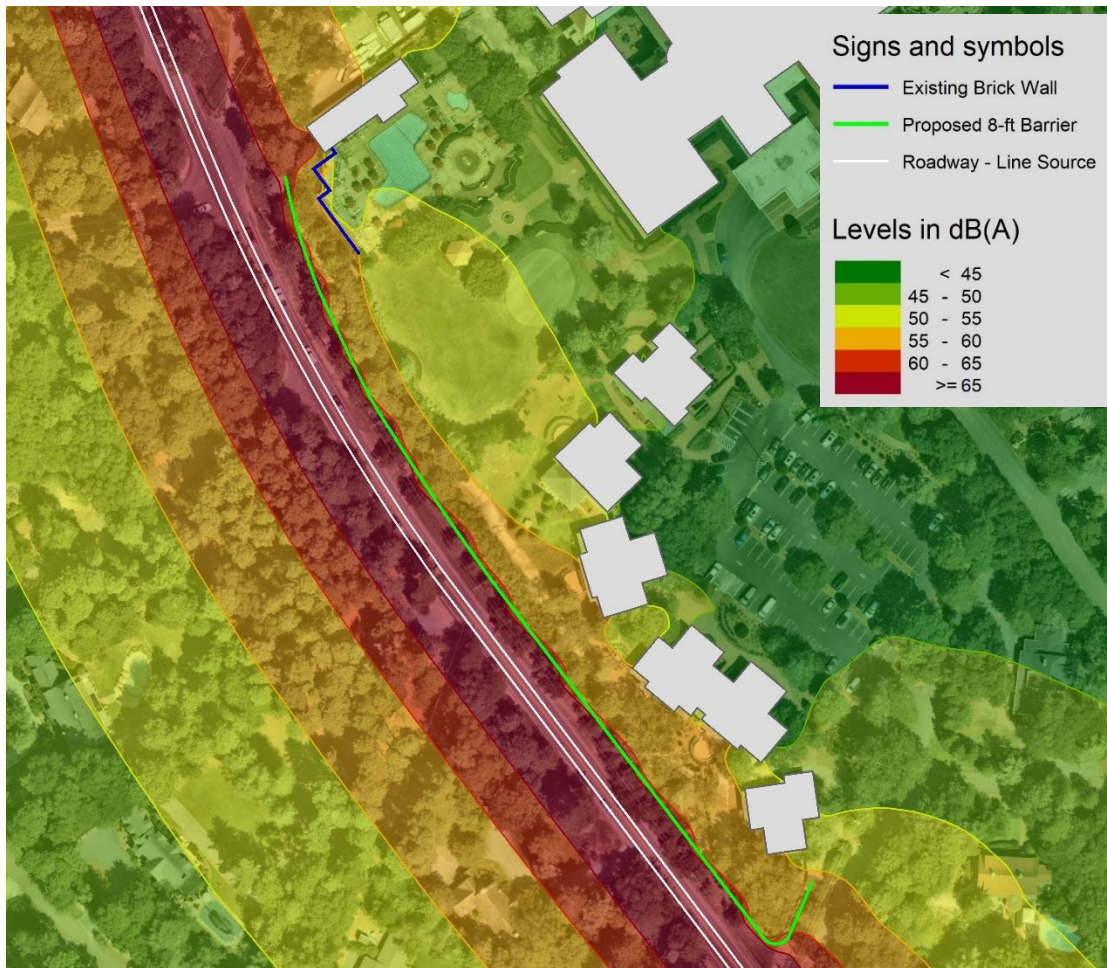 Signs and symbols
Existing Brick Wall
Proposed 8-ft Barrier
Roadway - Line Source
Levels in dB(A)
< 45
45 - 50
50 - 55
55 - 60
60 - 65
>= 65